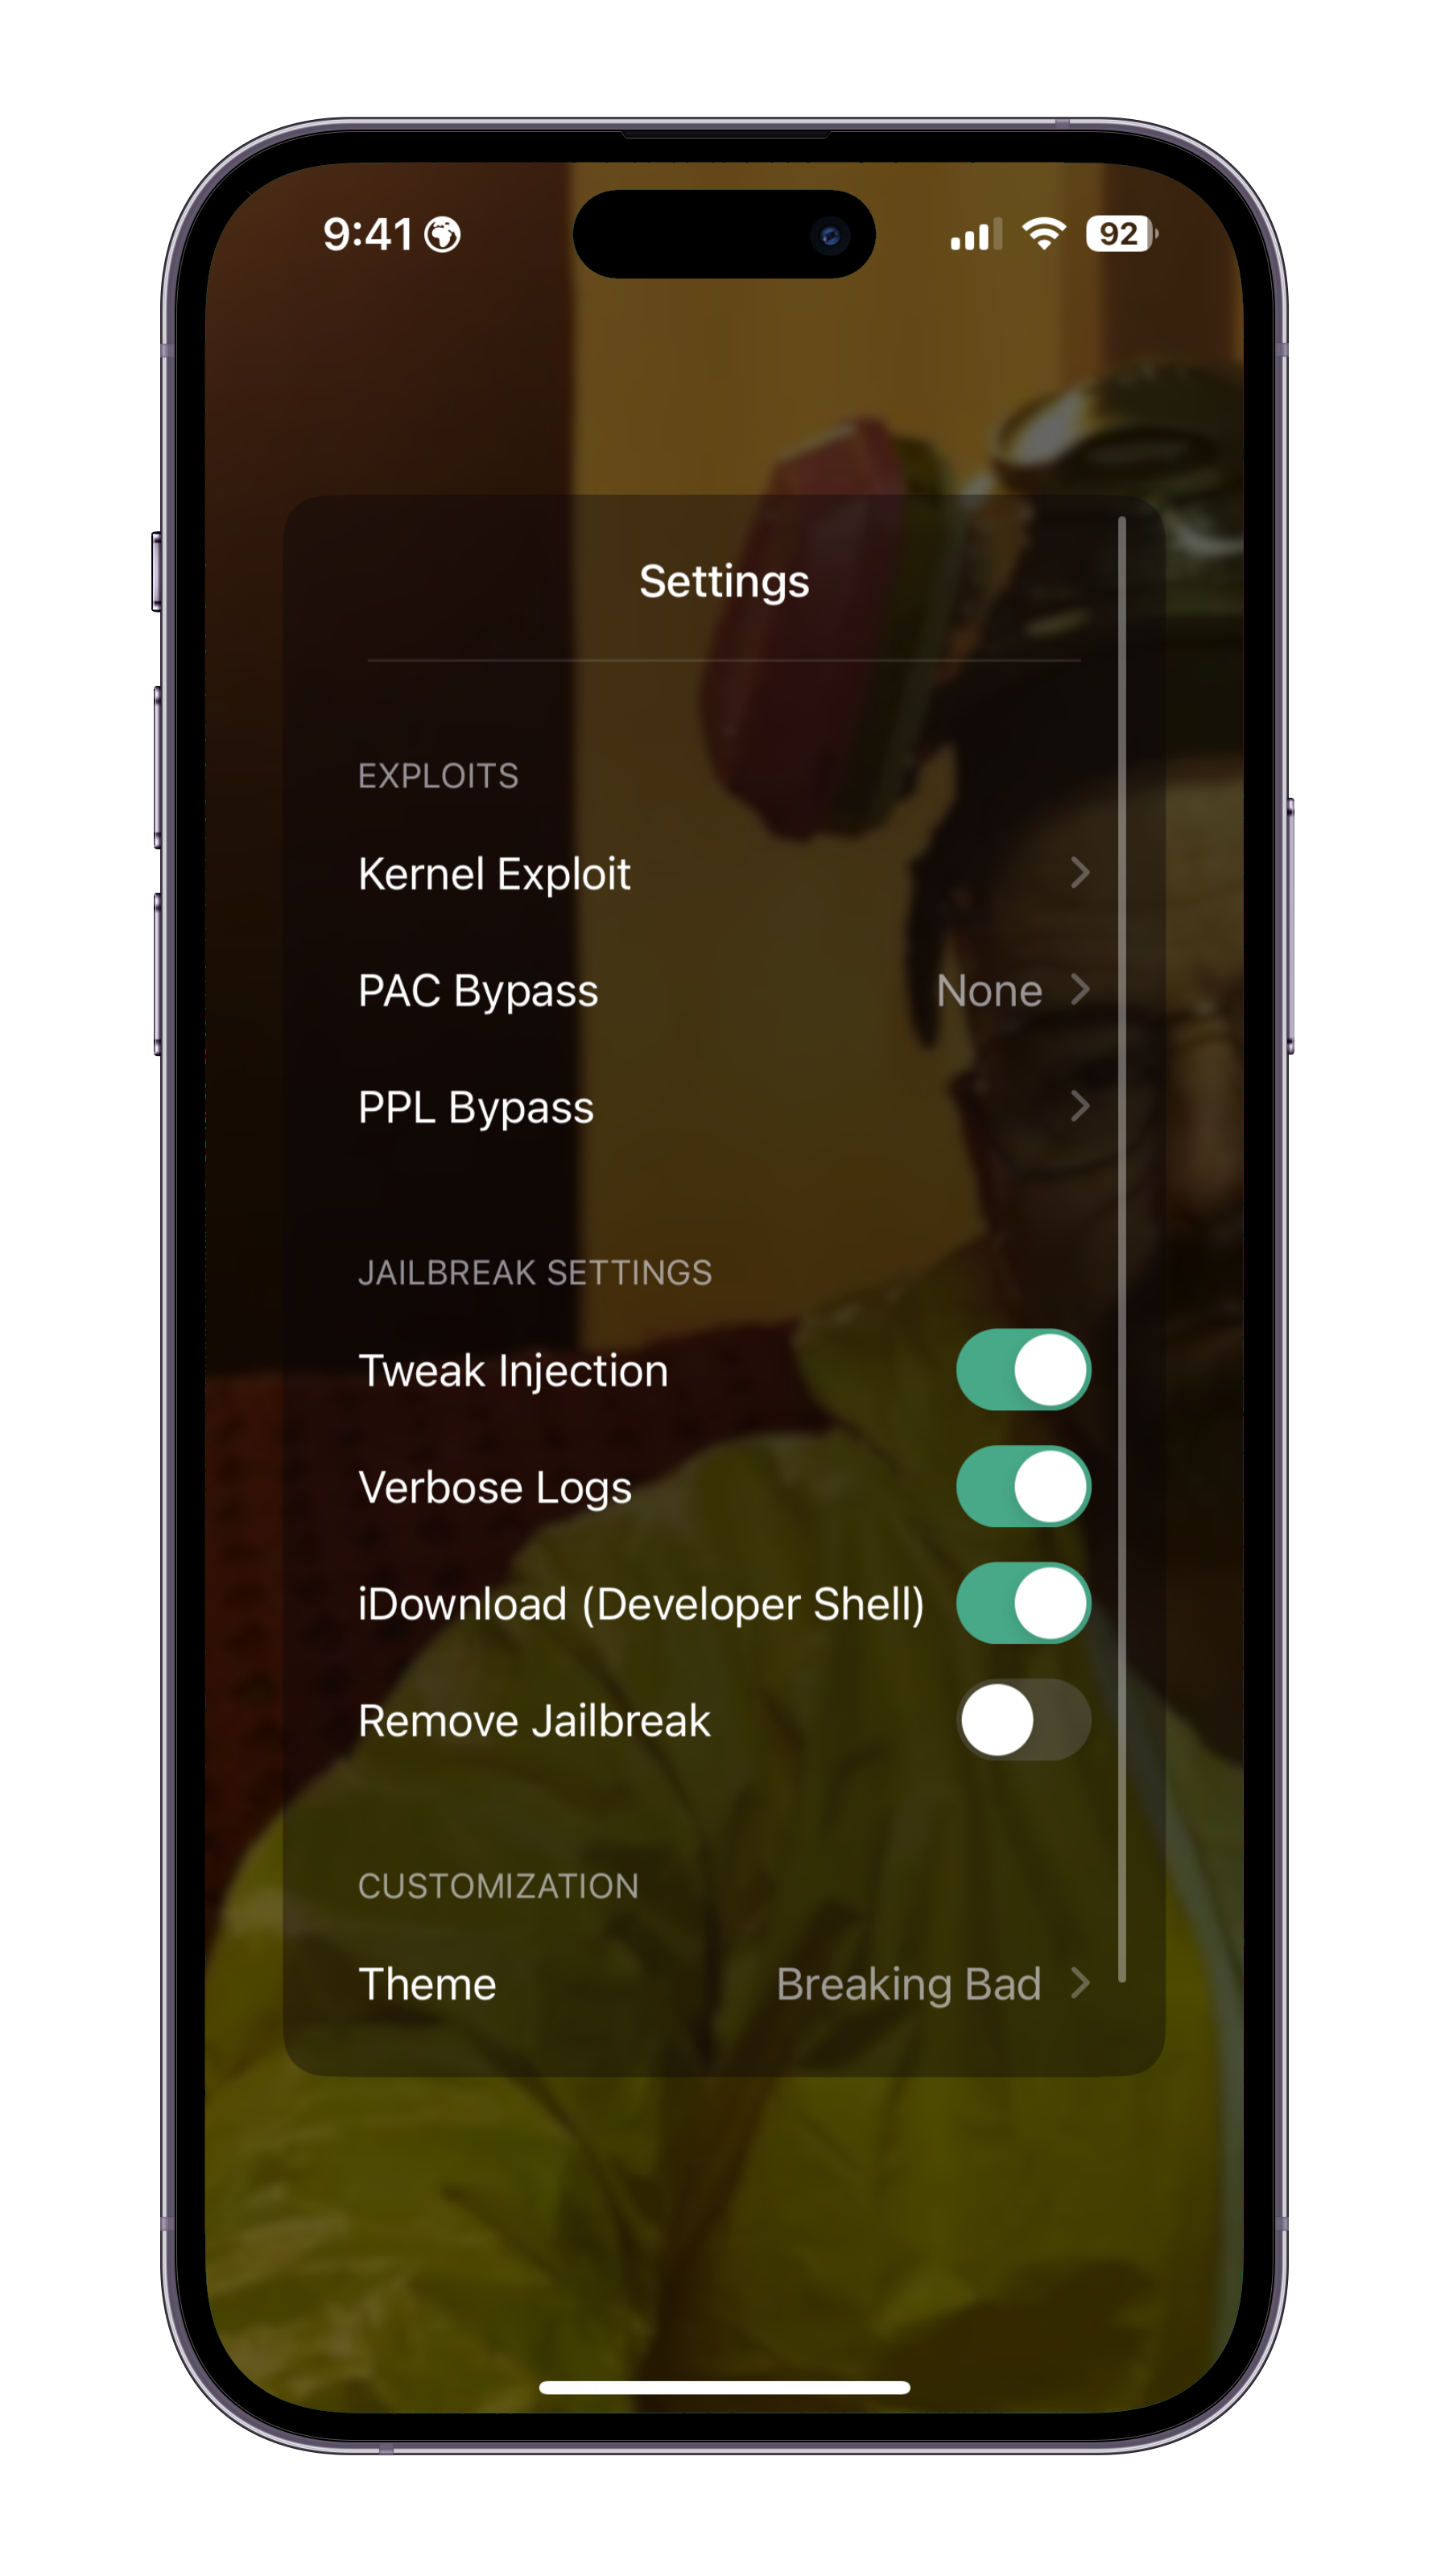 9:41
92
Settings
EXPLOITS
Kernel Exploit
PAC Bypass None
PPL Bypass
JAILBREAK SETTINGS
Tweak Injection
Verbose Logs
iDownload (Developer Shell)
Remove Jailbreak
CUSTOMIZATION
Theme Breaking Bad